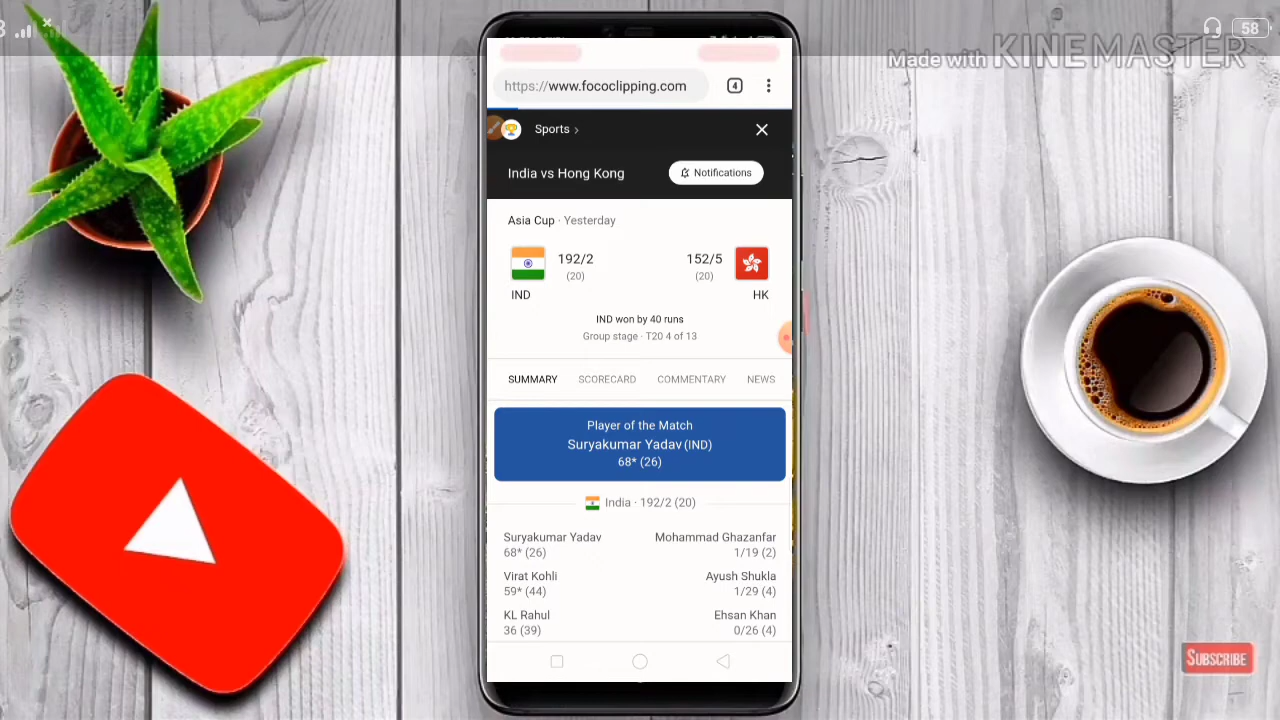 58
Made with KINEMASTER
https://www.fococlipping.com
4
Sports
India vs Hong Kong
Notifications
Asia Cup · Yesterday
192/2
152/5
(20)
(20)
IND
HK
IND won by 40 runs
Group stage · T20 4 of 13
SUMMARY SCORECARD COMMENTARY NEWS
Player of the Match
Suryakumar Yadav (IND)
68* (26)
India · 192/2 (20)
Suryakumar Yadav
68* (26)
Mohammad Ghazanfar
1/19 (2)
Virat Kohli
59* (44)
Ayush Shukla
1/29 (4)
KL Rahul
36 (39)
Ehsan Khan
0/26 (4)
SUBSCRIBE